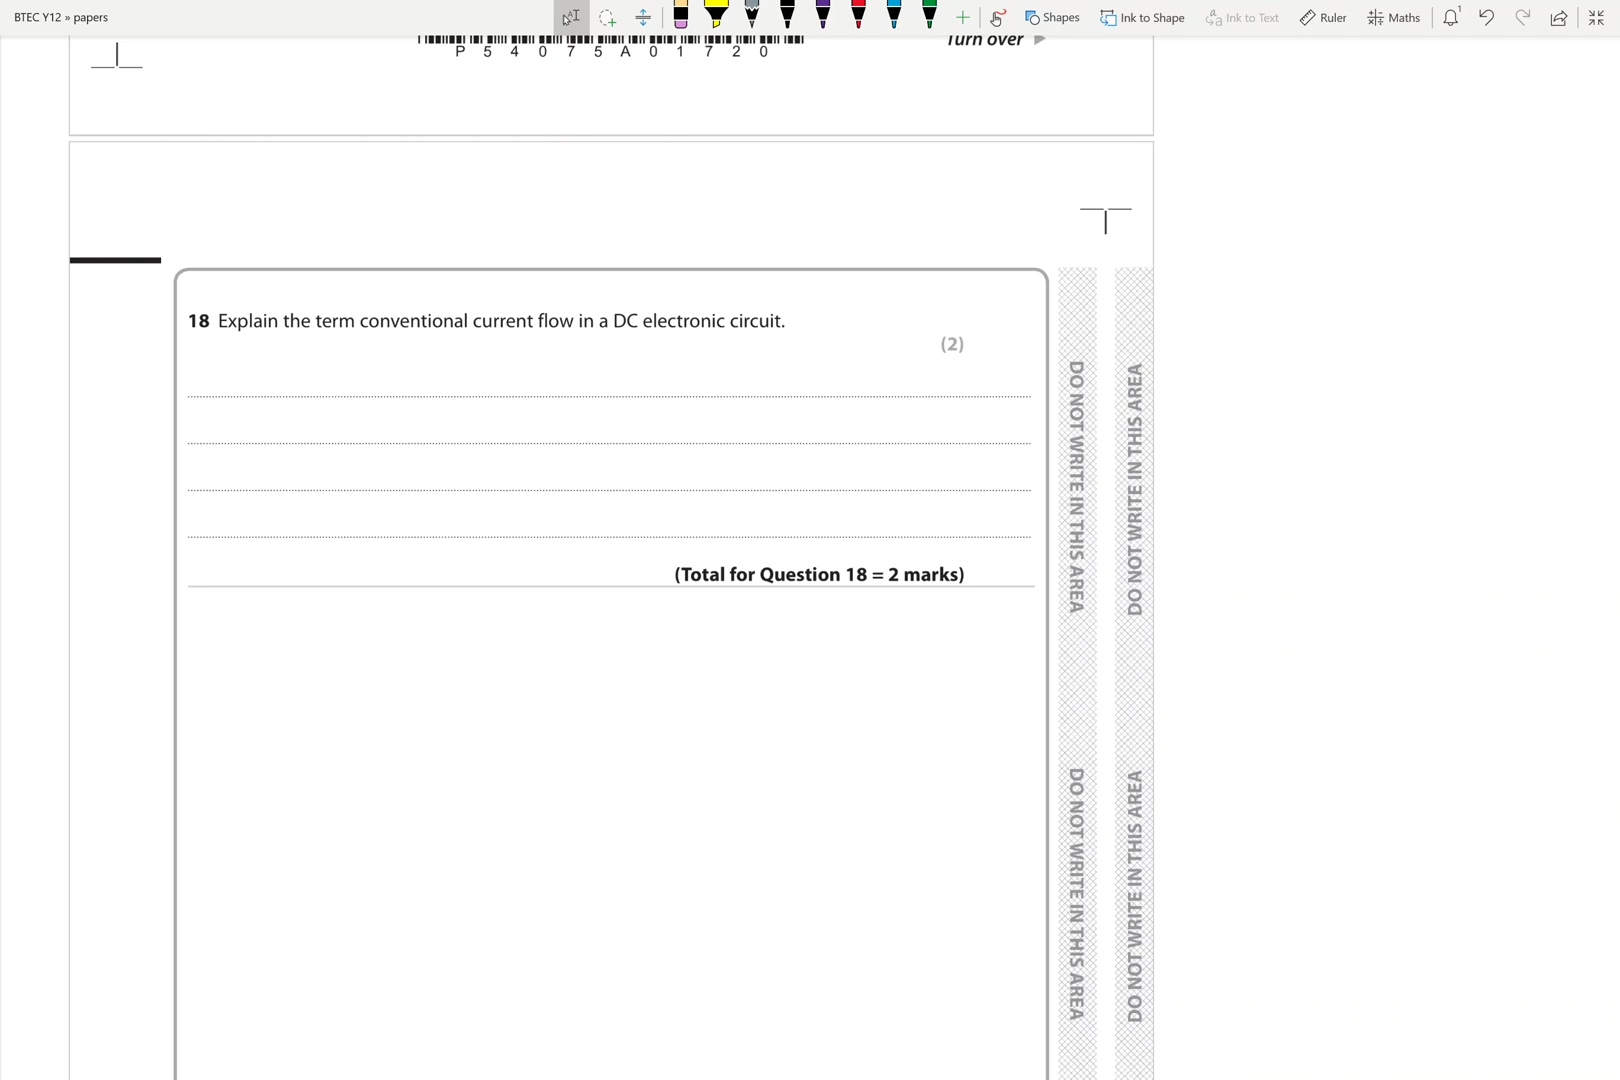 BTEC Y12 » papers
Shapes
Ink to Shape
Ink to Text
Ruler
Maths
1
P 5 4 0 7 5 A 0 1 7 2 0
Turn over
18 Explain the term conventional current flow in a DC electronic circuit.
(2)
(Total for Question 18 = 2 marks)
DO NOT WRITE IN THIS AREA
DO NOT WRITE IN THIS AREA
DO NOT WRITE IN THIS AREA
DO NOT WRITE IN THIS AREA